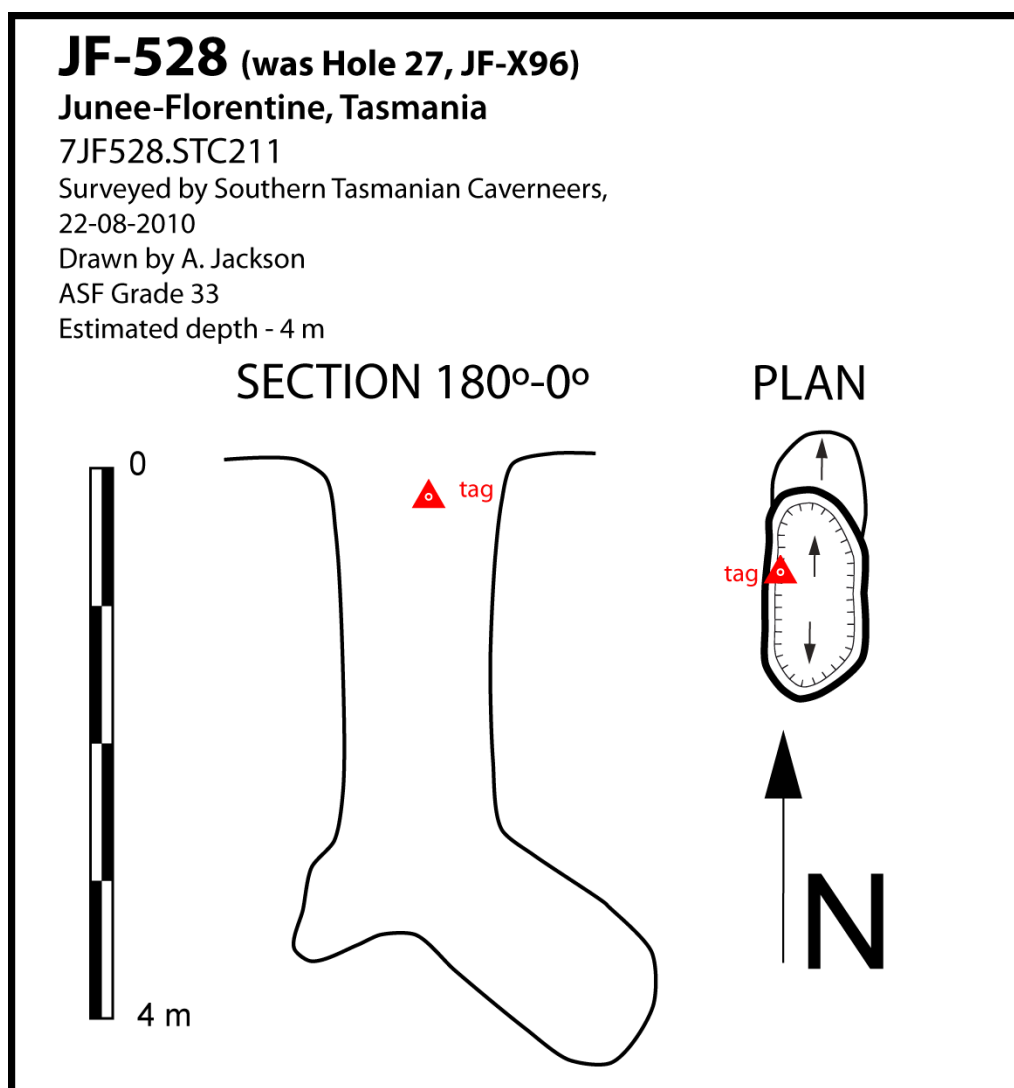 JF-528 (was Hole 27, JF-X96)
Junee-Florentine, Tasmania
7JF528.STC211
Surveyed by Southern Tasmanian Caverneers,
22-08-2010
Drawn by A. Jackson
ASF Grade 33
Estimated depth - 4 m
SECTION 180º-0º
PLAN
0
tag
tag
N
4 m